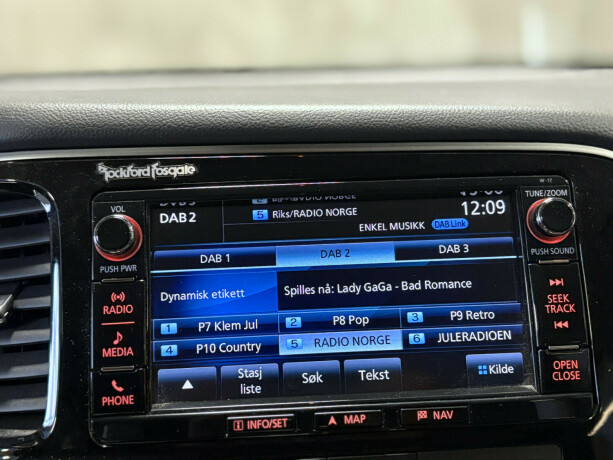 Rockford Fosgate
W-17
VOL
PUSH PWR
TUNE/ZOOM
PUSH SOUND
DAB2
5 Riks/RADIO NORGE
12:09
ENKEL MUSIKK DAB Link
DAB 1 DAB 2 DAB 3
Dynamisk etikett
Spilles nå: Lady GaGa - Bad Romance
1 P7 Klem Jul 2 P8 Pop 3 P9 Retro
4 P10 Country 5 RADIO NORGE 6 JULERADIOEN
Stasj liste
Søk
Tekst
Kilde
RADIO
MEDIA
PHONE
SEEK
TRACK
OPEN
CLOSE
INFO/SET
MAP
NAV